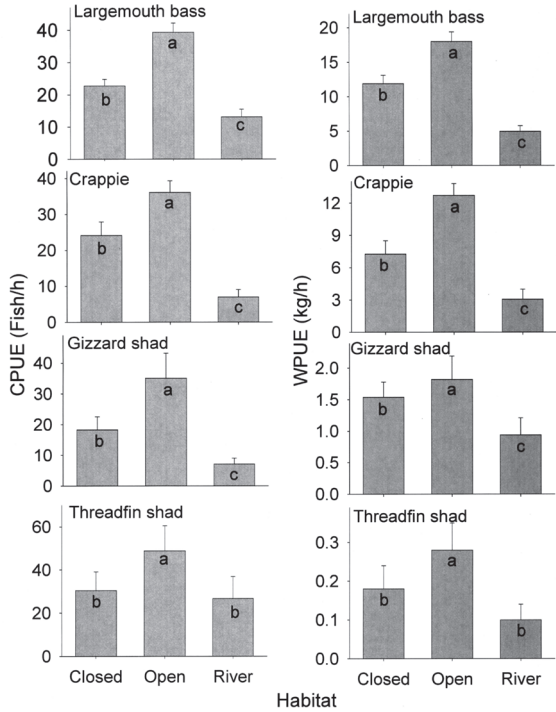 Largemouth bass
40
30
20
10
0
b
a
c
Largemouth bass
20
15
10
5
0
b
a
c
Crappie
40
30
20
10
0
b
a
c
Crappie
12
9
6
3
0
b
a
c
CPUE (Fish/h)
WPUE (kg/h)
Gizzard shad
40
30
20
10
0
b
a
c
Gizzard shad
2.0
1.5
1.0
0.5
0.0
b
a
c
Threadfin shad
60
40
20
0
b
a
b
Threadfin shad
0.3
0.2
0.1
0.0
b
a
b
Closed Open River
Closed Open River
Habitat